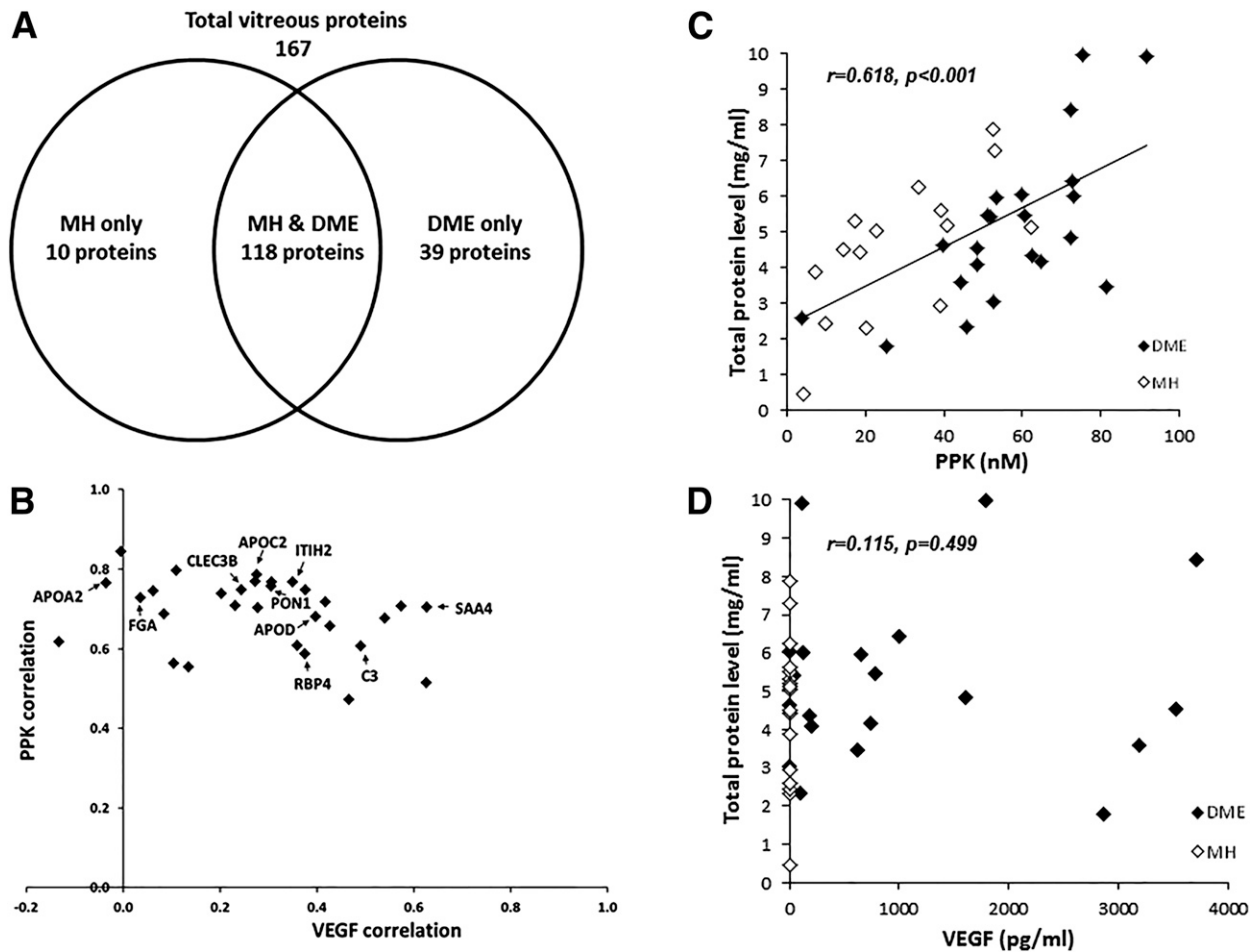 A
Total vitreous proteins
167
MH only
10 proteins
MH & DME
118 proteins
DME only
39 proteins
B
1.0
0.8
0.6
0.4
0.2
0.0
-0.2
0.0
0.2
0.4
0.6
0.8
1.0
PPK correlation
VEGF correlation
APOA2
FGA
CLEC3B
APOC2
ITIH2
PON1
APOD
RBP4
C3
SAA4
C
r=0.618, p<0.001
Total protein level (mg/ml)
10
9
8
7
6
5
4
3
2
1
0
0
20
40
60
80
100
PPK (nM)
DME
MH
D
r=0.115, p=0.499
Total protein level (mg/ml)
10
9
8
7
6
5
4
3
2
1
0
0
1000
2000
3000
4000
VEGF (pg/ml)
DME
MH